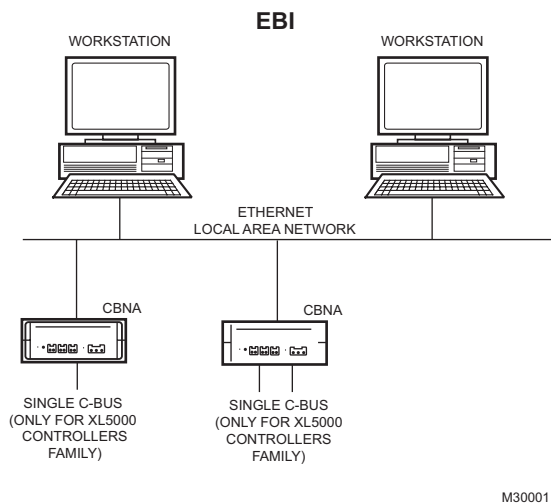 EBI
WORKSTATION
WORKSTATION
ETHERNET
LOCAL AREA NETWORK
CBNA
CBNA
SINGLE C-BUS
(ONLY FOR XL5000
CONTROLLERS
FAMILY)
SINGLE C-BUS
(ONLY FOR XL5000
CONTROLLERS
FAMILY)
M30001